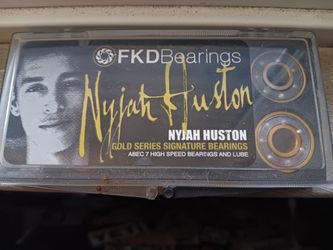 FKDBearings
Nyjah Huston
NYJAH HUSTON
GOLD SERIES SIGNATURE BEARINGS
ABEC 7 HIGH SPEED BEARINGS AND LUBE